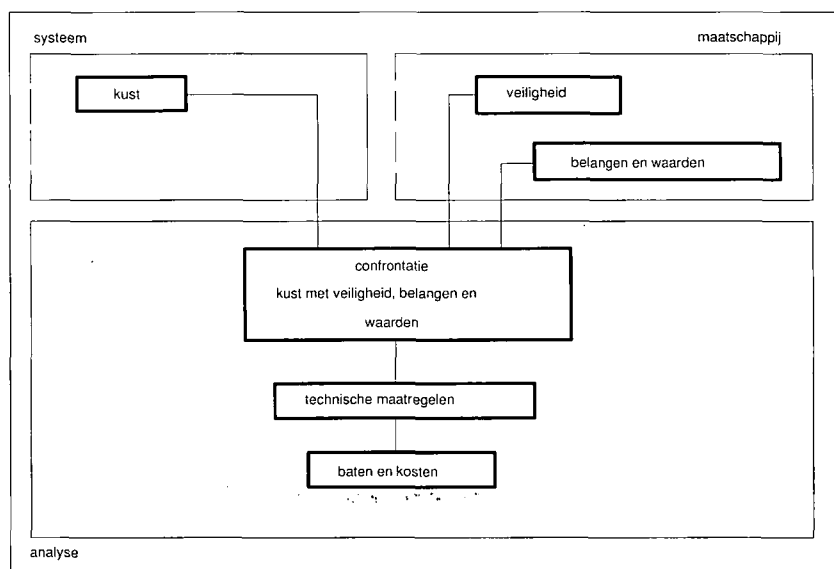 systeem
maatschappij
kust
veiligheid
belangen en waarden
confrontatie
kust met veiligheid, belangen en
waarden
technische maatregelen
baten en kosten
analyse